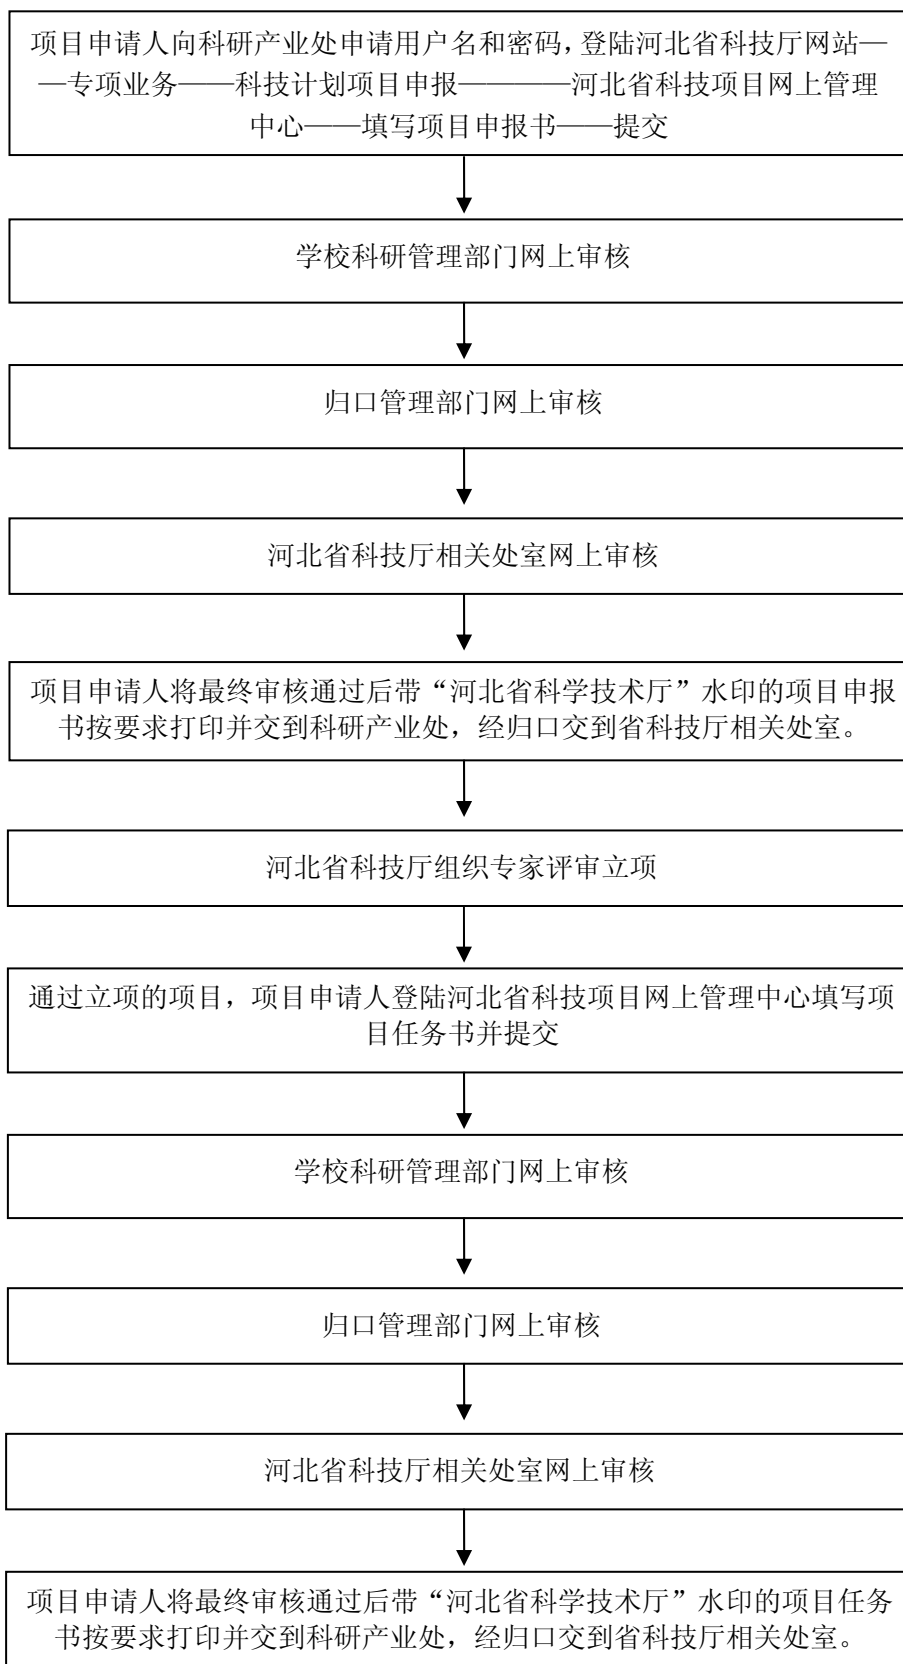 项目申请人向科研产业处申请用户名和密码，登陆河北省科技厅网站—
—专项业务——科技计划项目申报————河北省科技项目网上管理
中心——填写项目申报书——提交
学校科研管理部门网上审核
归口管理部门网上审核
河北省科技厅相关处室网上审核
项目申请人将最终审核通过后带“河北省科学技术厅”水印的项目申报
书按要求打印并交到科研产业处，经归口交到省科技厅相关处室。
河北省科技厅组织专家评审立项
通过立项的项目，项目申请人登陆河北省科技项目网上管理中心填写项
目任务书并提交
学校科研管理部门网上审核
归口管理部门网上审核
河北省科技厅相关处室网上审核
项目申请人将最终审核通过后带“河北省科学技术厅”水印的项目任务
书按要求打印并交到科研产业处，经归口交到省科技厅相关处室。